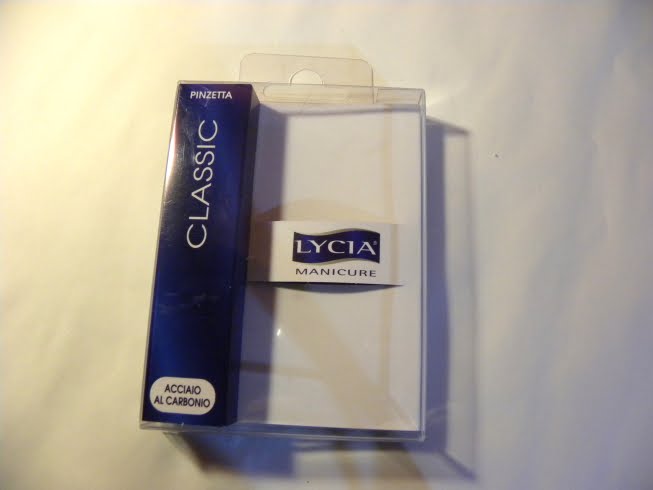 PINZETTA
CLASSIC
LYCIA®
MANICURE
ACCIAIO
AL CARBONIO